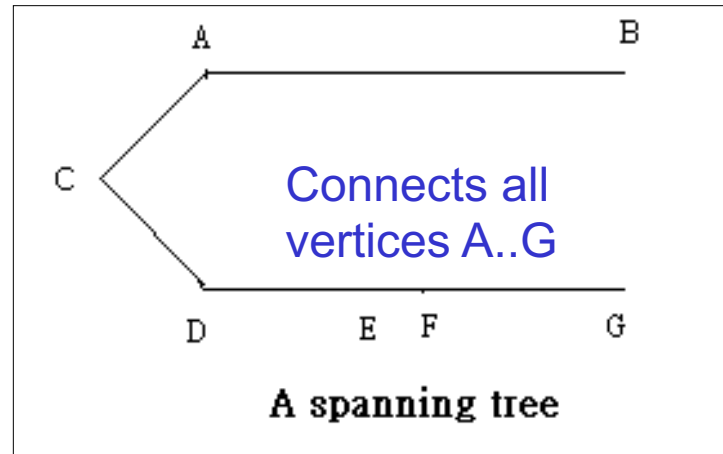 A B
C
Connects all
vertices A..G
D E F G
A spanning tree